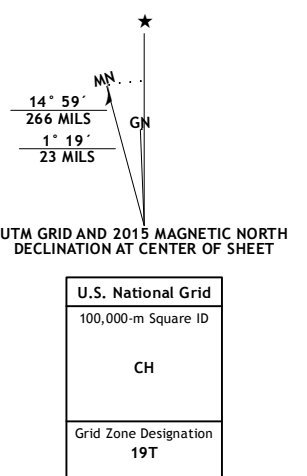 ★
MN
14° 59´
266 MILS
GN
1° 19´
23 MILS
UTM GRID AND 2015 MAGNETIC NORTH
DECLINATION AT CENTER OF SHEET
U.S. National Grid
100,000-m Square ID
CH
Grid Zone Designation
19T